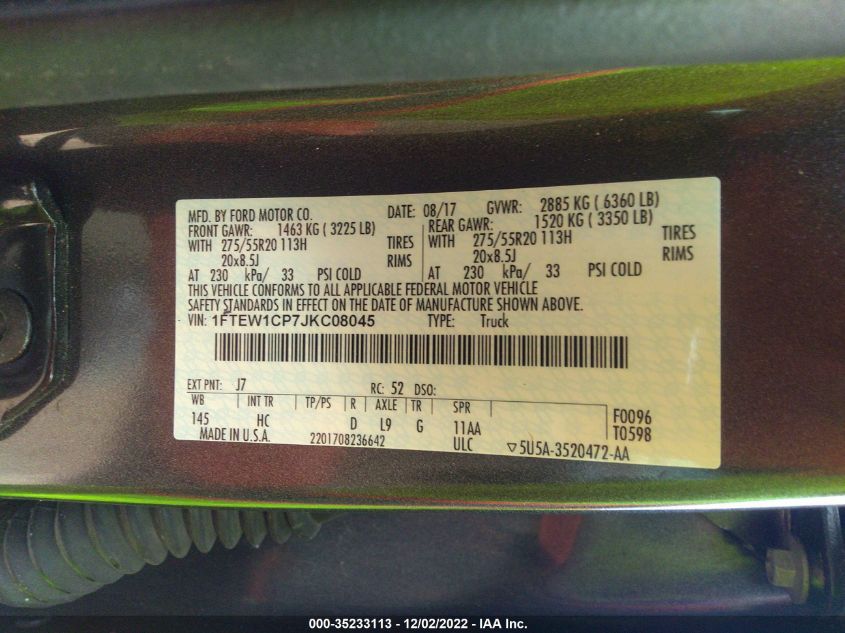 MFD. BY FORD MOTOR CO. DATE: 08/17 GVWR: 2885 KG ( 6360 LB)
FRONT GAWR: 1463 KG ( 3225 LB) REAR GAWR: 1520 KG ( 3350 LB)
WITH 275/55R20 113H TIRES WITH 275/55R20 113H TIRES
20x8.5J RIMS 20x8.5J RIMS
AT 230 kPa/ 33 PSI COLD AT 230 kPa/ 33 PSI COLD
THIS VEHICLE CONFORMS TO ALL APPLICABLE FEDERAL MOTOR VEHICLE
SAFETY STANDARDS IN EFFECT ON THE DATE OF MANUFACTURE SHOWN ABOVE.
VIN: 1FTEW1CP7JKC08045 TYPE: Truck
EXT PNT: J7 RC: 52 DSO:
WB INT TR TP/PS R AXLE TR SPR
145 HC D L9 G 11AA F0096
MADE IN U.S.A. 2201708236642 ULC T0598
▽5U5A-3520472-AA
000-35233113 - 12/02/2022 - IAA Inc.